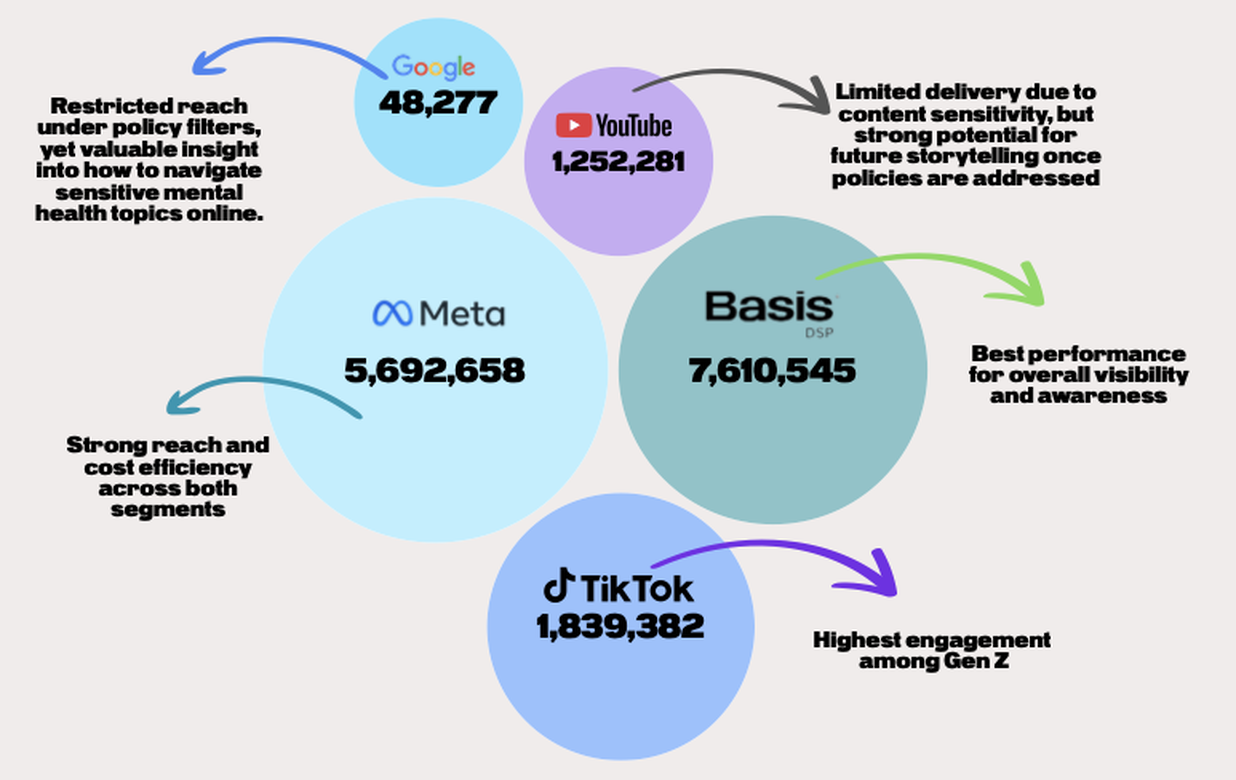 Google
48,277
Restricted reach
under policy filters,
yet valuable insight
into how to navigate
sensitive mental
health topics online.
YouTube
1,252,281
Limited delivery due to
content sensitivity, but
strong potential for
future storytelling once
policies are addressed
Meta
5,692,658
Strong reach and
cost efficiency
across both
segments
Basis
DSP
7,610,545
Best performance
for overall visibility
and awareness
TikTok
1,839,382
Highest engagement
among Gen Z